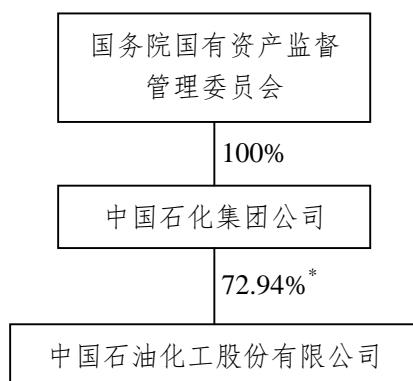 国务院国有资产监督
管理委员会
100%
中国石化集团公司
72.94%*
中国石油化工股份有限公司